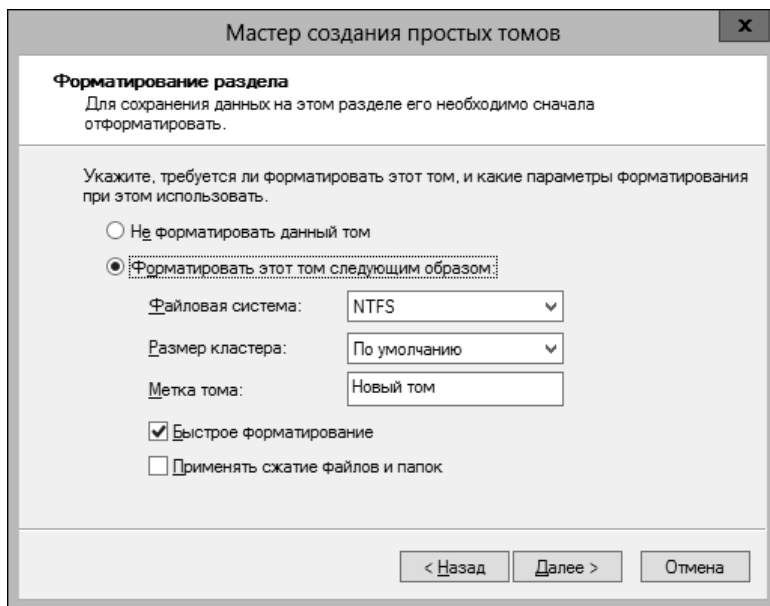 Мастер создания простых томов
x
Форматирование раздела
Для сохранения данных на этом разделе его необходимо сначала
отформатировать.
Укажите, требуется ли форматировать этот том, и какие параметры форматирования
при этом использовать.
Не форматировать данный том
Форматировать этот том следующим образом:
Файловая система: NTFS
Размер кластера: По умолчанию
Метка тома: Новый том
Быстрое форматирование
Применять сжатие файлов и папок
< Назад Далее > Отмена